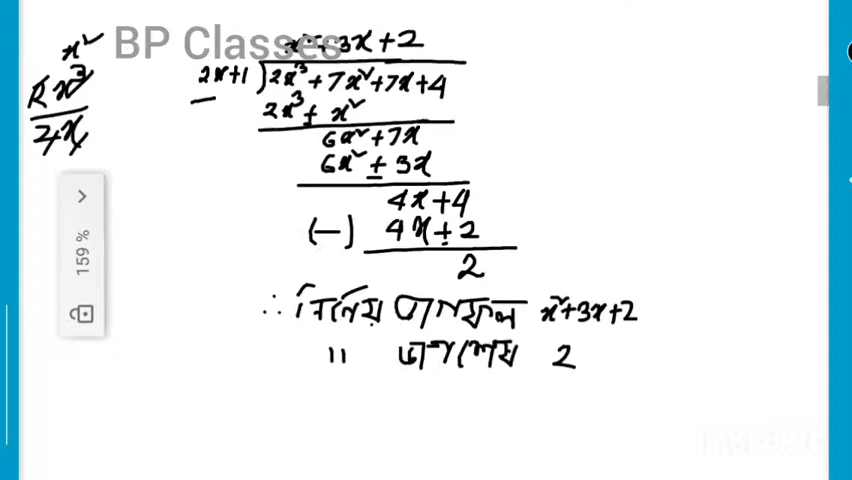 BP Classes
x² + 3x + 2
2x+1 ) 2x³ + 7x² + 7x + 4
2x³ ± x²
6x² + 7x
6x² ± 3x
4x + 4
(—) 4x ± 2
2
∴ নির্নেয় ভাগফল x²+3x+2
" ভাগশেষ 2
x²
2x³
2x
159 %